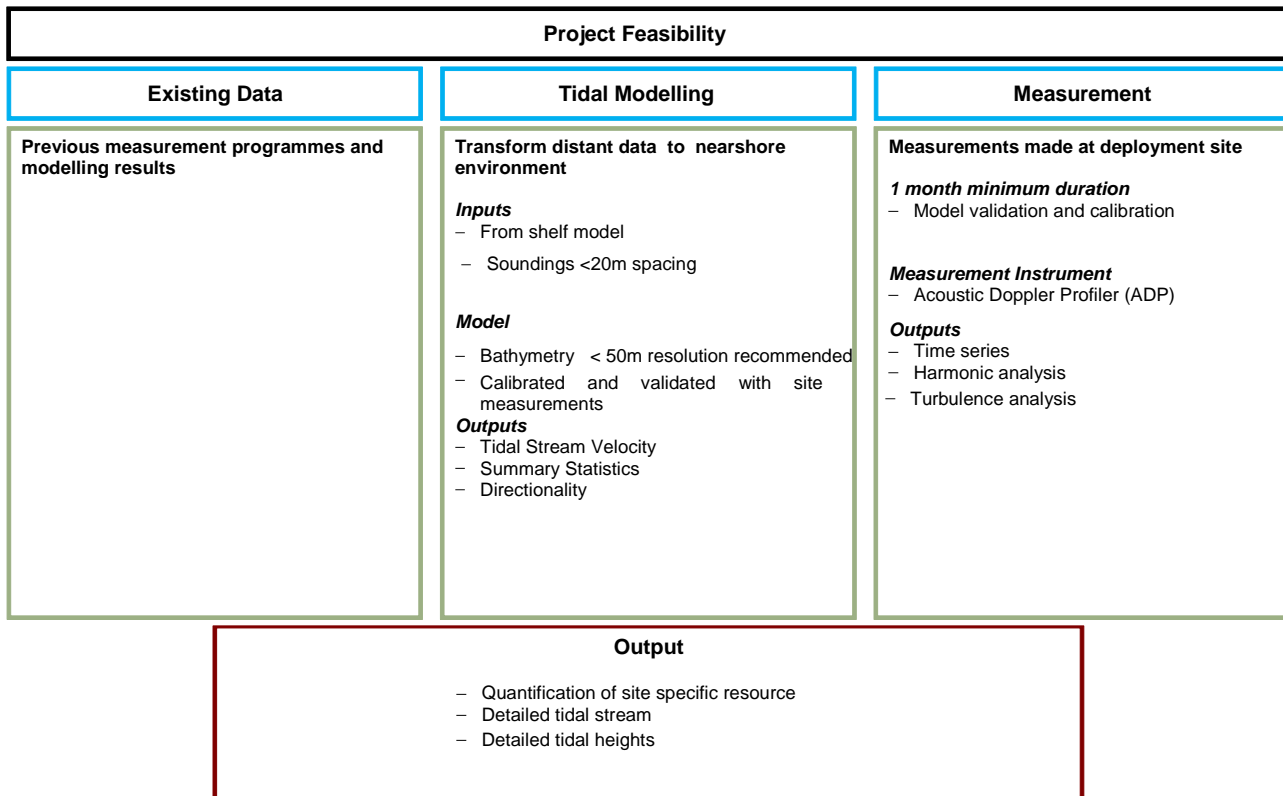 Project Feasibility
Existing Data
Previous measurement programmes and
modelling results
Tidal Modelling
Transform distant data to nearshore
environment
Inputs
− From shelf model
− Soundings <20m spacing
Model
− Bathymetry < 50m resolution recommended
− Calibrated and validated with site
measurements
Outputs
− Tidal Stream Velocity
− Summary Statistics
− Directionality
Measurement
Measurements made at deployment site
1 month minimum duration
− Model validation and calibration
Measurement Instrument
− Acoustic Doppler Profiler (ADP)
Outputs
− Time series
− Harmonic analysis
− Turbulence analysis
Output
− Quantification of site specific resource
− Detailed tidal stream
− Detailed tidal heights